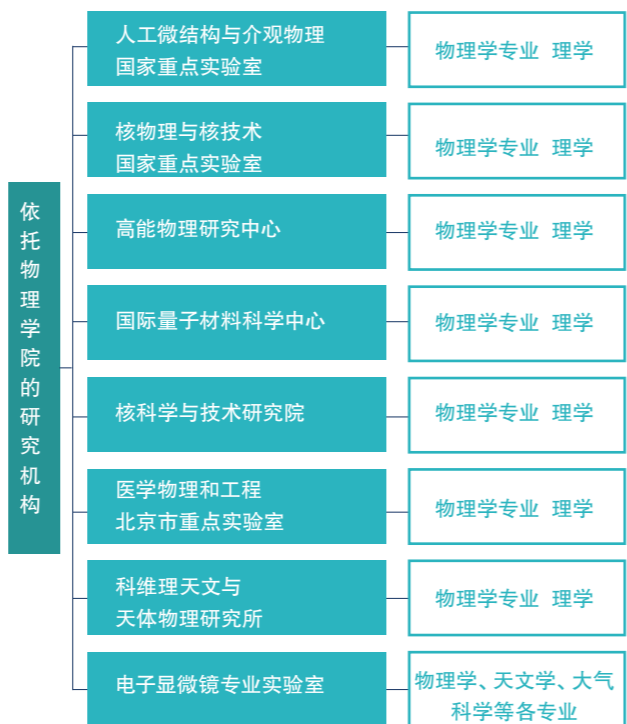 依托物理学院的研究机构
人工微结构与介观物理
国家重点实验室
物理学专业 理学
核物理与核技术
国家重点实验室
物理学专业 理学
高能物理研究中心
物理学专业 理学
国际量子材料科学中心
物理学专业 理学
核科学与技术研究院
物理学专业 理学
医学物理和工程
北京市重点实验室
物理学专业 理学
科维理天文与
天体物理研究所
物理学专业 理学
电子显微镜专业实验室
物理学、天文学、大气
科学等各专业